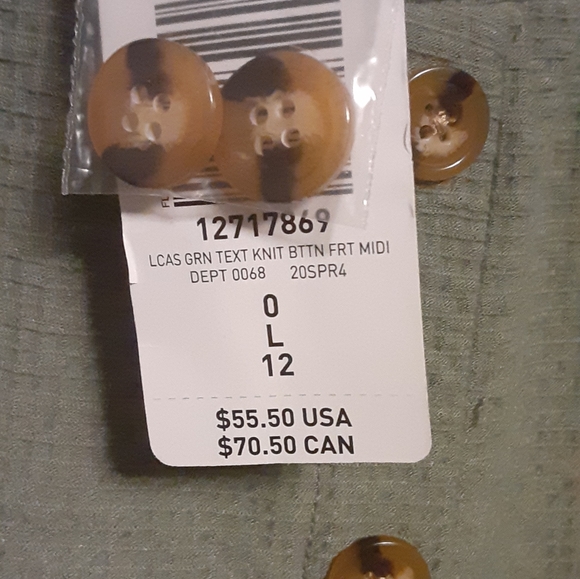 12717869
LCAS GRN TEXT KNIT BTTN FRT MIDI
DEPT 0068 20SPR4
0
L
12
$55.50 USA
$70.50 CAN